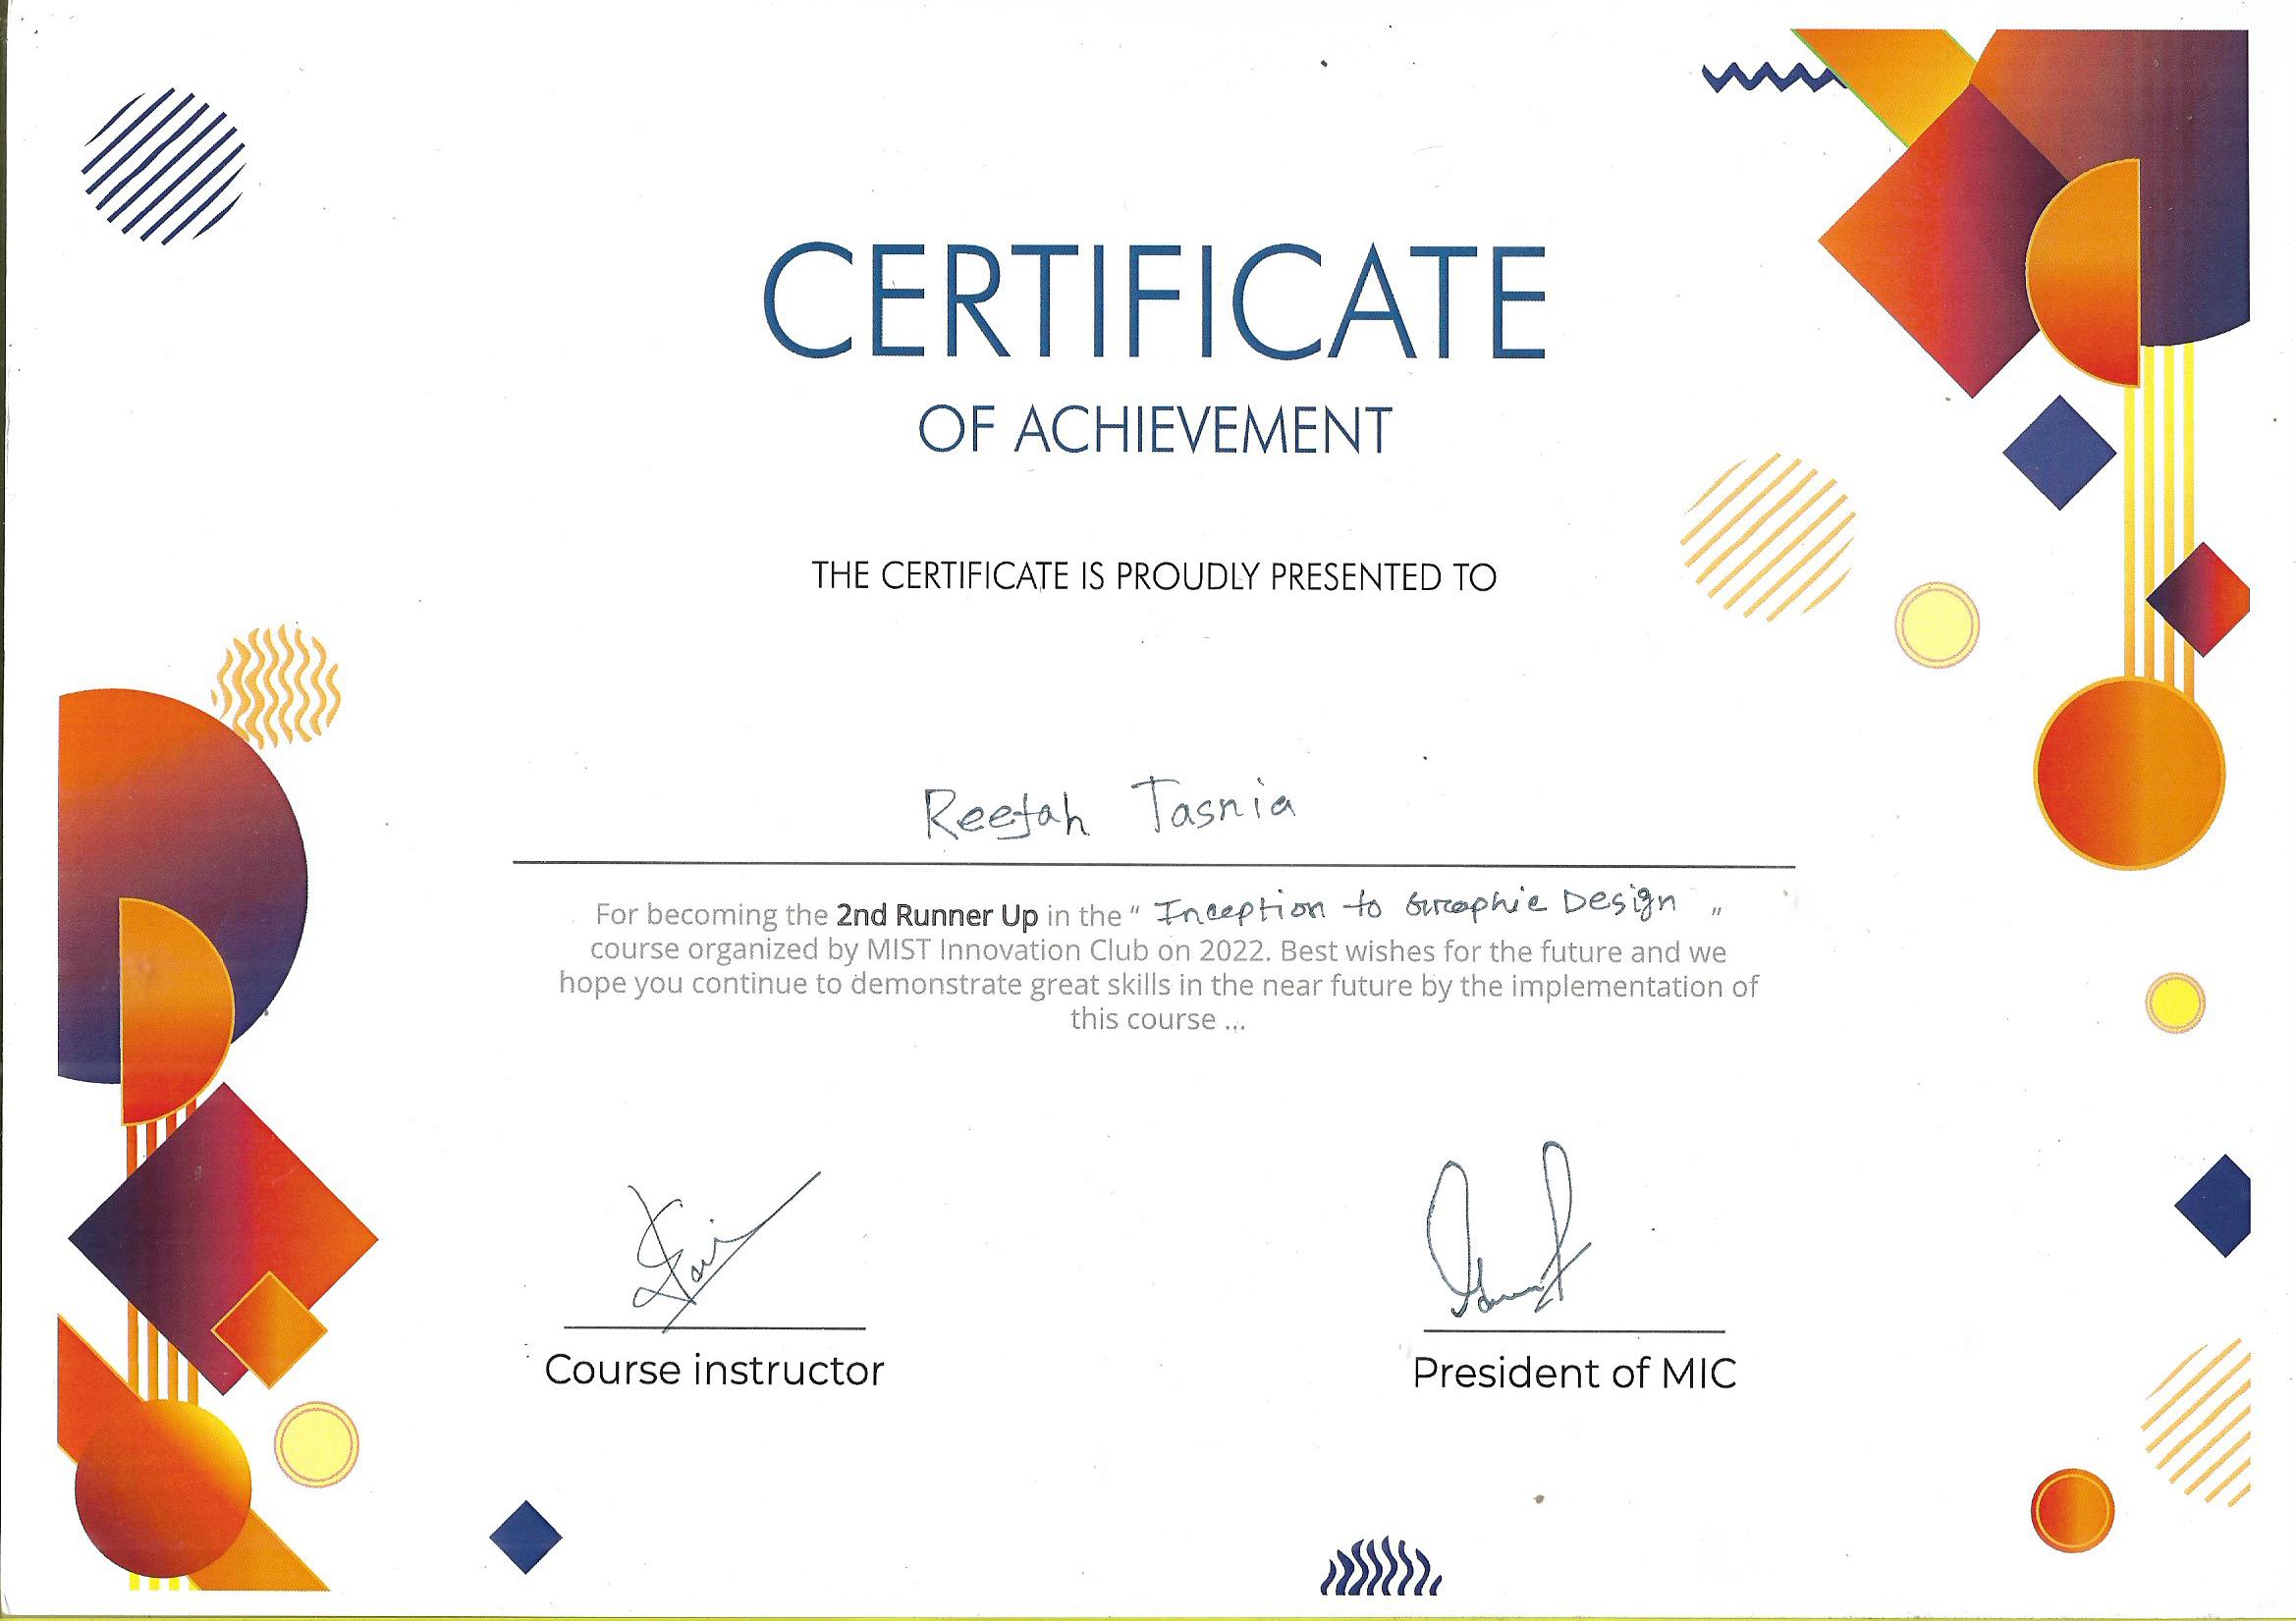 CERTIFICATE
OF ACHIEVEMENT
THE CERTIFICATE IS PROUDLY PRESENTED TO
Reefah Tasnia
For becoming the 2nd Runner Up in the “ Inception to Graphic Design ”
course organized by MIST Innovation Club on 2022. Best wishes for the future and we
hope you continue to demonstrate great skills in the near future by the implementation of
this course ...
Course instructor
President of MIC